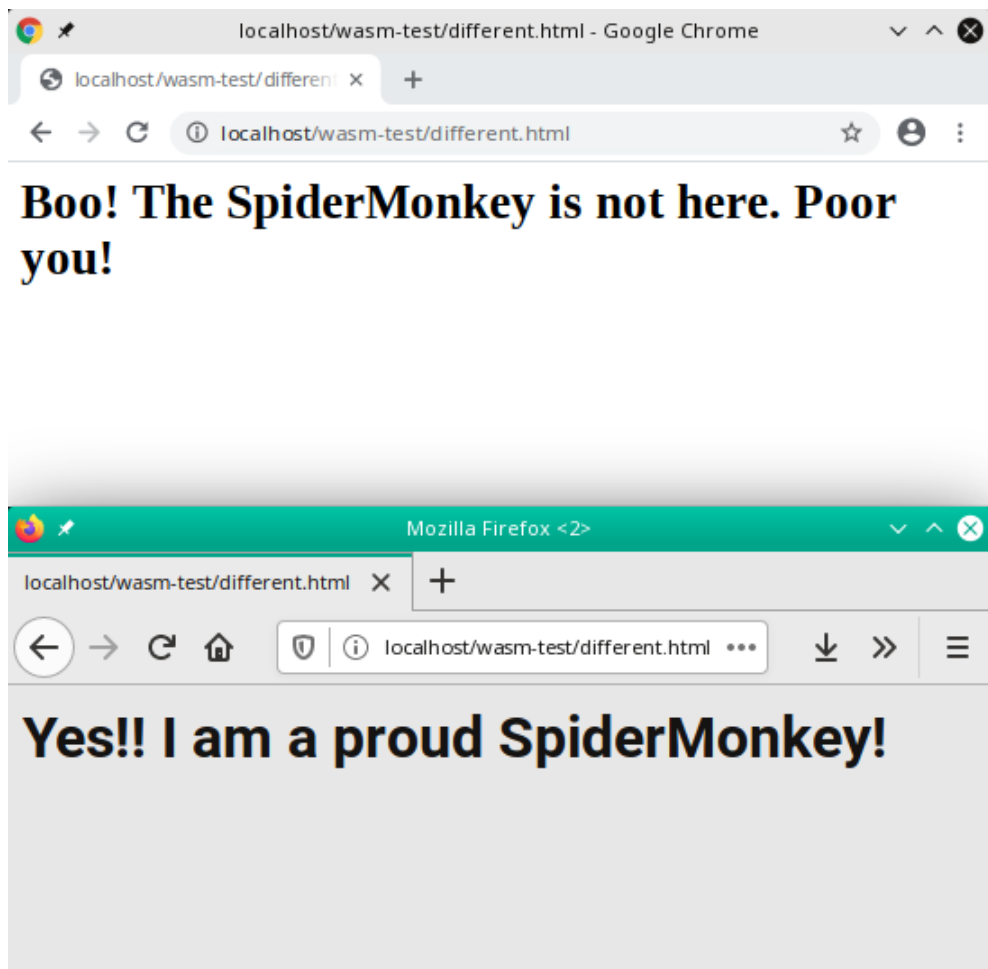 localhost/wasm-test/different.html - Google Chrome
localhost/wasm-test/different
localhost/wasm-test/different.html
Boo! The SpiderMonkey is not here. Poor
you!
Mozilla Firefox <2>
localhost/wasm-test/different.html
localhost/wasm-test/different.html
Yes!! I am a proud SpiderMonkey!